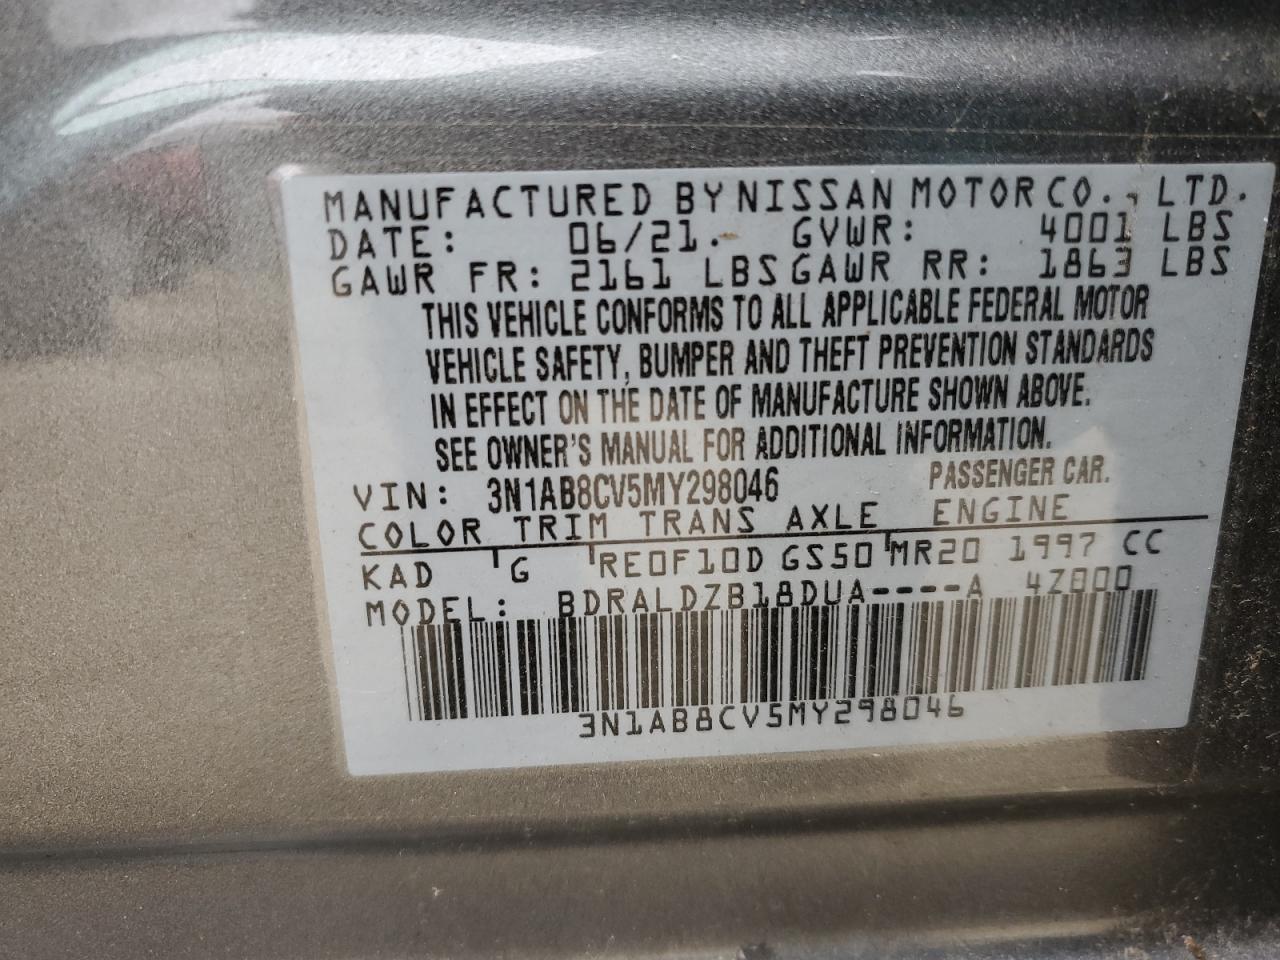 MANUFACTURED BY NISSAN MOTOR CO., LTD.
DATE: 06/21. GVWR: 4001 LBS
GAWR FR: 2161 LBS GAWR RR: 1863 LBS
THIS VEHICLE CONFORMS TO ALL APPLICABLE FEDERAL MOTOR
VEHICLE SAFETY, BUMPER AND THEFT PREVENTION STANDARDS
IN EFFECT ON THE DATE OF MANUFACTURE SHOWN ABOVE.
SEE OWNER'S MANUAL FOR ADDITIONAL INFORMATION.
VIN: 3N1AB8CV5MY298046 PASSENGER CAR.
COLOR TRIM TRANS AXLE ENGINE
KAD G RE0F10D GS50 MR20 1997 CC
MODEL: BDRALDZB18DUA----A 4Z800
3N1AB8CV5MY298046